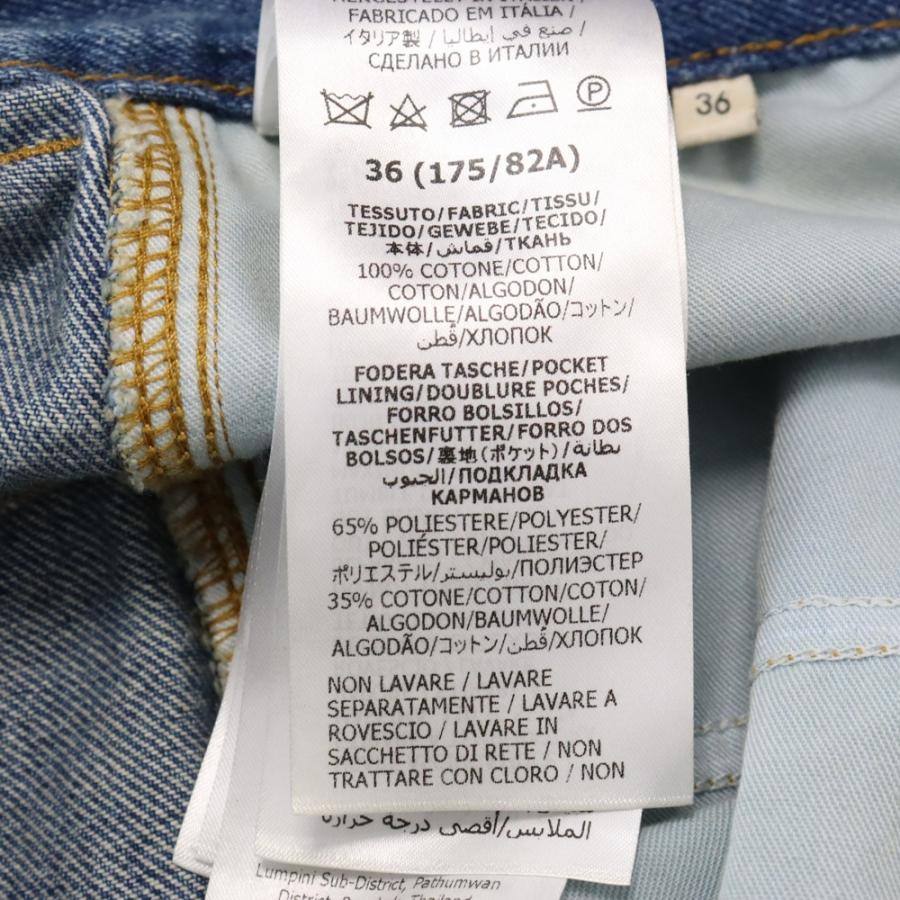 FABRICADO EM ITÁLIA /
イタリア製 / صنع في إيطاليا /
СДЕЛАНО В ИТАЛИИ
P
36
36 (175/82A)
TESSUTO/FABRIC/TISSU/
TEJIDO/GEWEBE/TECIDO/
本体/قماش/ТКАНЬ
100% COTONE/COTTON/
COTON/ALGODON/
BAUMWOLLE/ALGODÃO/コットン/
قُطن/ХЛОПОК
FODERA TASCHE/POCKET
LINING/DOUBLURE POCHES/
FORRO BOLSILLOS/
TASCHENFUTTER/FORRO DOS
BOLSOS/裏地(ポケット)/بطانة
الجيوب/ПОДКЛАДКА
КАРМАНОВ
65% POLIESTERE/POLYESTER/
POLIÉSTER/POLIESTER/
ポリエステル/بوليستر/ПОЛИЭСТЕР
35% COTONE/COTTON/COTON/
ALGODON/BAUMWOLLE/
ALGODÃO/コットン/قُطن/ХЛОПОК
NON LAVARE / LAVARE
SEPARATAMENTE / LAVARE A
ROVESCIO / LAVARE IN
SACCHETTO DI RETE / NON
TRATTARE CON CLORO / NON
الملابس/أقصى درجة حرارة
Lumpini Sub-District, Pathumwan